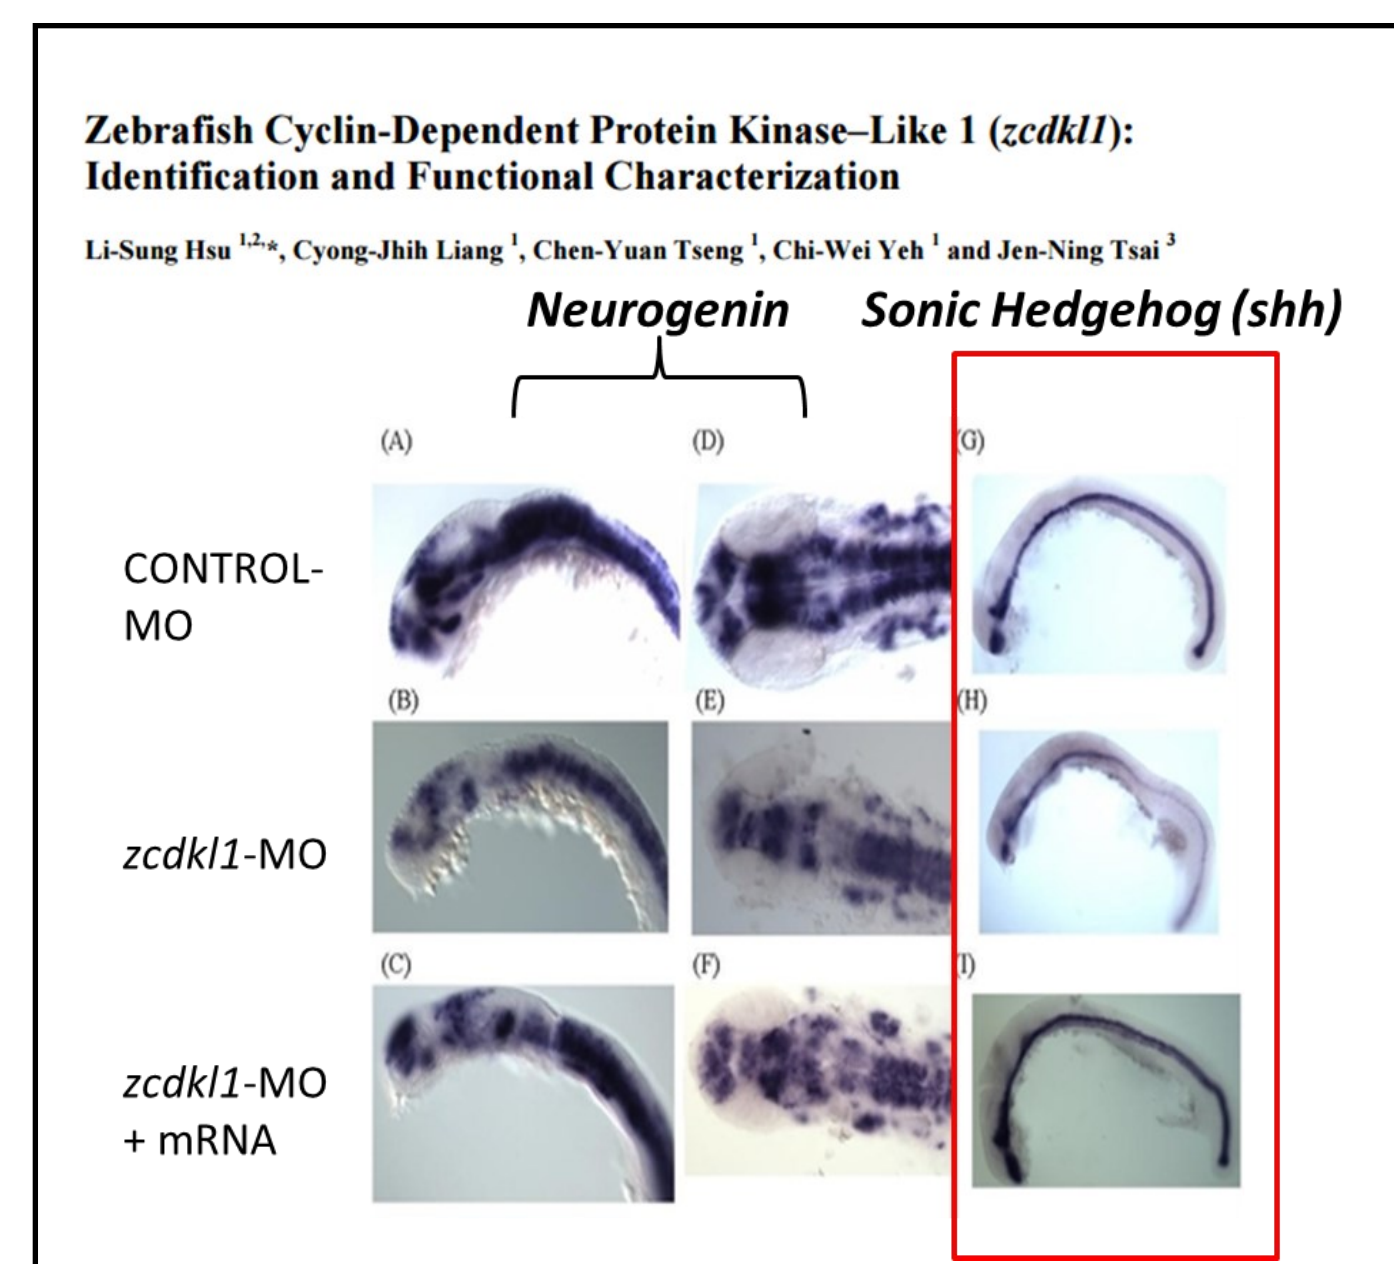 Zebrafish Cyclin-Dependent Protein Kinase–Like 1 (zcdkl1):
Identification and Functional Characterization
Li-Sung Hsu 1,2,*, Cyong-Jhih Liang 1, Chen-Yuan Tseng 1, Chi-Wei Yeh 1 and Jen-Ning Tsai 3
Neurogenin
Sonic Hedgehog (shh)
(A)
(D)
(G)
CONTROL-
MO
(B)
(E)
(H)
zcdkl1-MO
(C)
(F)
(I)
zcdkl1-MO
+ mRNA